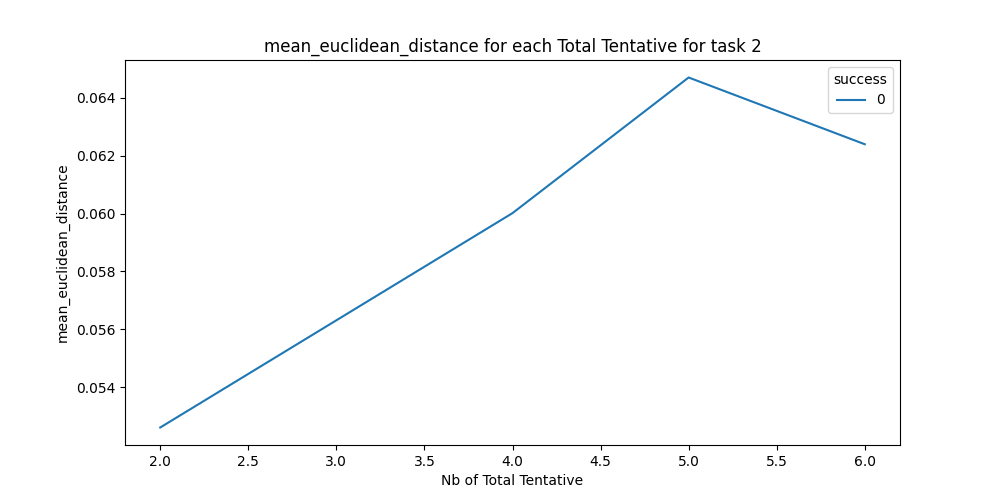 mean_euclidean_distance for each Total Tentative for task 2
success
0
mean_euclidean_distance
0.064
0.062
0.060
0.058
0.056
0.054
2.0 2.5 3.0 3.5 4.0 4.5 5.0 5.5 6.0
Nb of Total Tentative